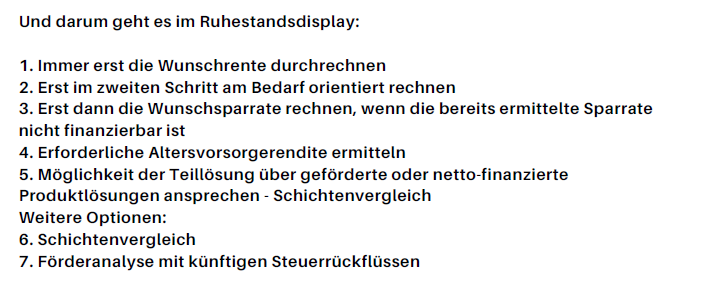 Und darum geht es im Ruhestandsdisplay:
1. Immer erst die Wunschrente durchrechnen
2. Erst im zweiten Schritt am Bedarf orientiert rechnen
3. Erst dann die Wunschsparrate rechnen, wenn die bereits ermittelte Sparrate
nicht finanzierbar ist
4. Erforderliche Altersvorsorgerendite ermitteln
5. Möglichkeit der Teillösung über geförderte oder netto-finanzierte
Produktlösungen ansprechen - Schichtenvergleich
Weitere Optionen:
6. Schichtenvergleich
7. Förderanalyse mit künftigen Steuerrückflüssen